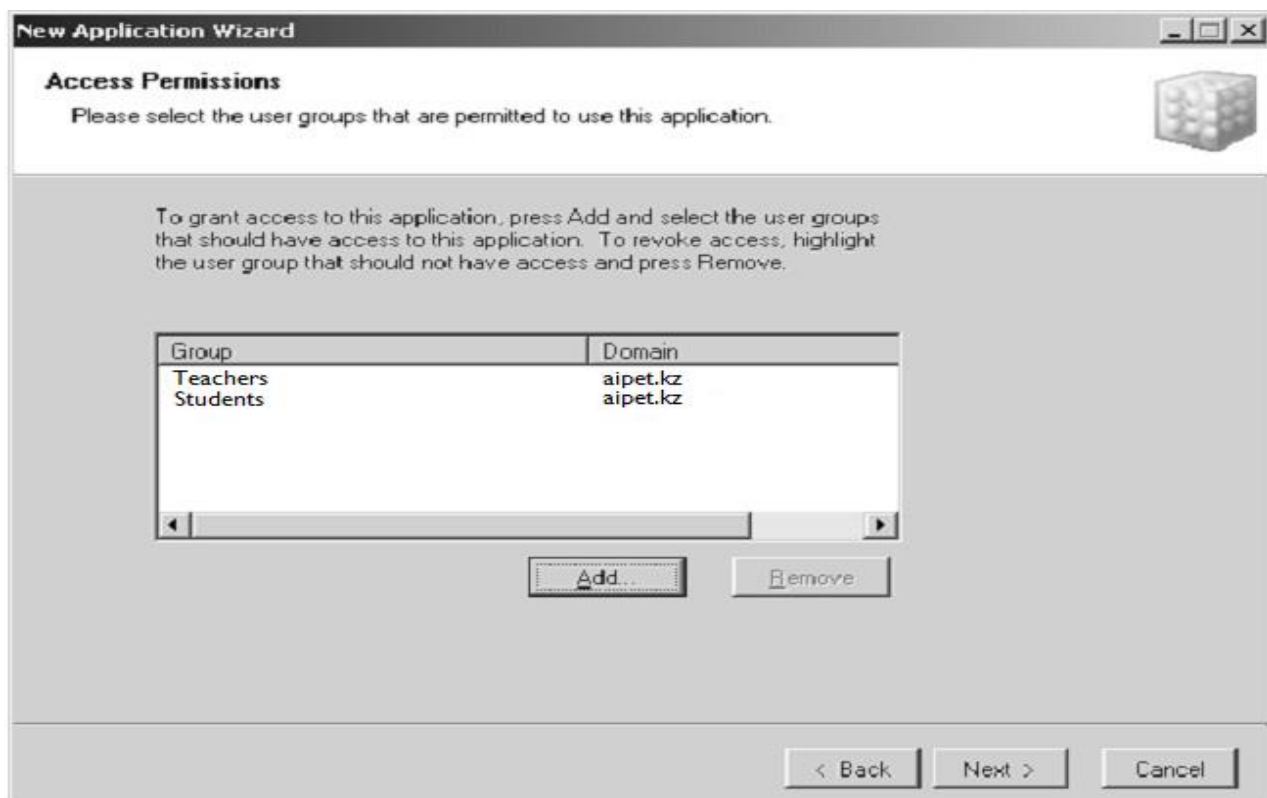 New Application Wizard
Access Permissions
Please select the user groups that are permitted to use this application.
To grant access to this application, press Add and select the user groups
that should have access to this application. To revoke access, highlight
the user group that should not have access and press Remove.
Group Domain
Teachers aipet.kz
Students aipet.kz
Add... Remove
< Back Next > Cancel